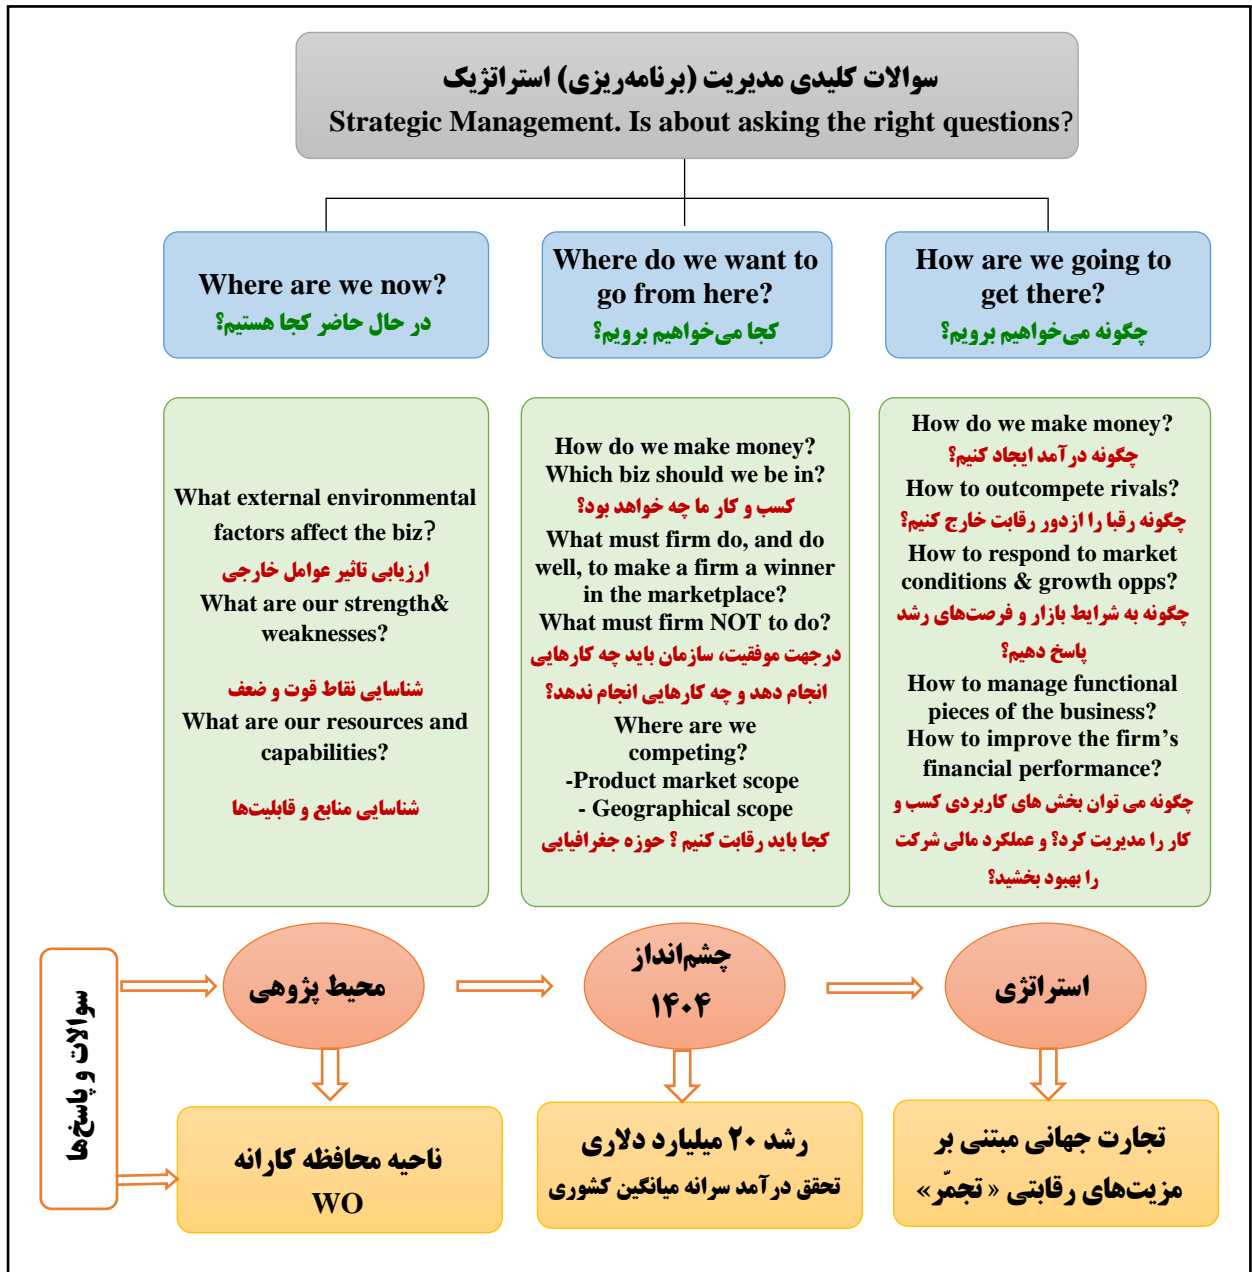 سوالات کلیدی مدیریت (برنامه‌ریزی) استراتژیک
Strategic Management. Is about asking the right questions?
Where are we now?
در حال حاضر کجا هستیم؟
Where do we want to
go from here?
کجا می‌خواهیم برویم؟
How are we going to
get there?
چگونه می‌خواهیم برویم؟
What external environmental
factors affect the biz?
ارزیابی تاثیر عوامل خارجی
What are our strength&
weaknesses?
شناسایی نقاط قوت و ضعف
What are our resources and
capabilities?
شناسایی منابع و قابلیت‌ها
How do we make money?
Which biz should we be in?
کسب و کار ما چه خواهد بود؟
What must firm do, and do
well, to make a firm a winner
in the marketplace?
What must firm NOT to do?
درجهت موفقیت، سازمان باید چه کارهایی
انجام دهد و چه کارهایی انجام ندهد؟
Where are we
competing?
-Product market scope
- Geographical scope
کجا باید رقابت کنیم ؟ حوزه جغرافیایی
How do we make money?
چگونه درآمد ایجاد کنیم؟
How to outcompete rivals?
چگونه رقبا را ازدور رقابت خارج کنیم؟
How to respond to market
conditions & growth opps?
چگونه به شرایط بازار و فرصت‌های رشد
پاسخ دهیم؟
How to manage functional
pieces of the business?
How to improve the firm’s
financial performance?
چگونه می توان بخش های کاربردی کسب و
کار را مدیریت کرد؟ و عملکرد مالی شرکت
را بهبود بخشید؟
سوالات و پاسخ‌ها
محیط پژوهی
چشم‌انداز
۱۴۰۴
استراتژی
ناحیه محافظه کارانه
WO
رشد ۲۰ میلیارد دلاری
تحقق درآمد سرانه میانگین کشوری
تجارت جهانی مبتنی بر
مزیت‌های رقابتی « تجمّر»